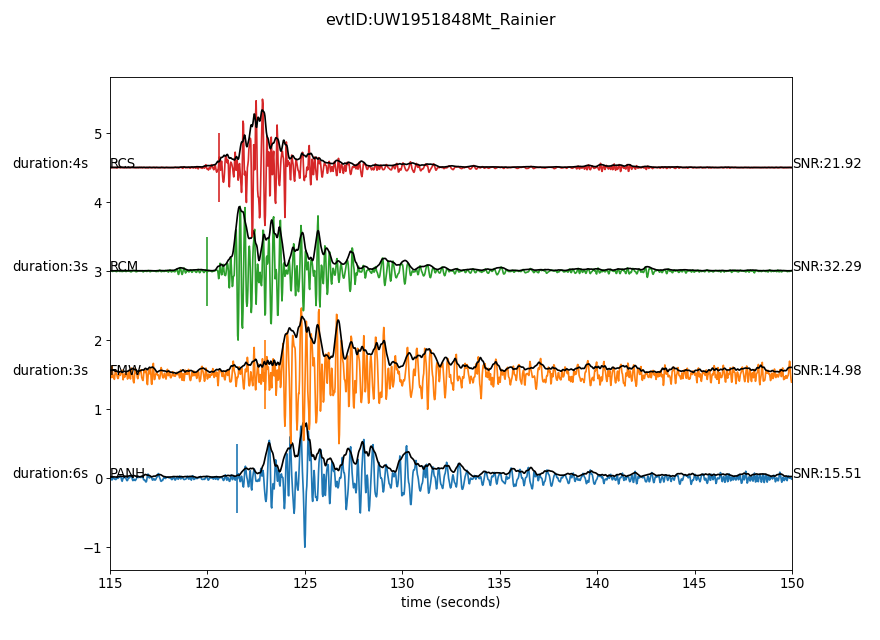 evtID:UW1951848Mt_Rainier
5
duration:4s RCS SNR:21.92
4
duration:3s 3 RCM SNR:32.29
2
duration:3s FMW SNR:14.98
1
duration:6s 0 PANH SNR:15.51
−1
115 120 125 130 135 140 145 150
time (seconds)